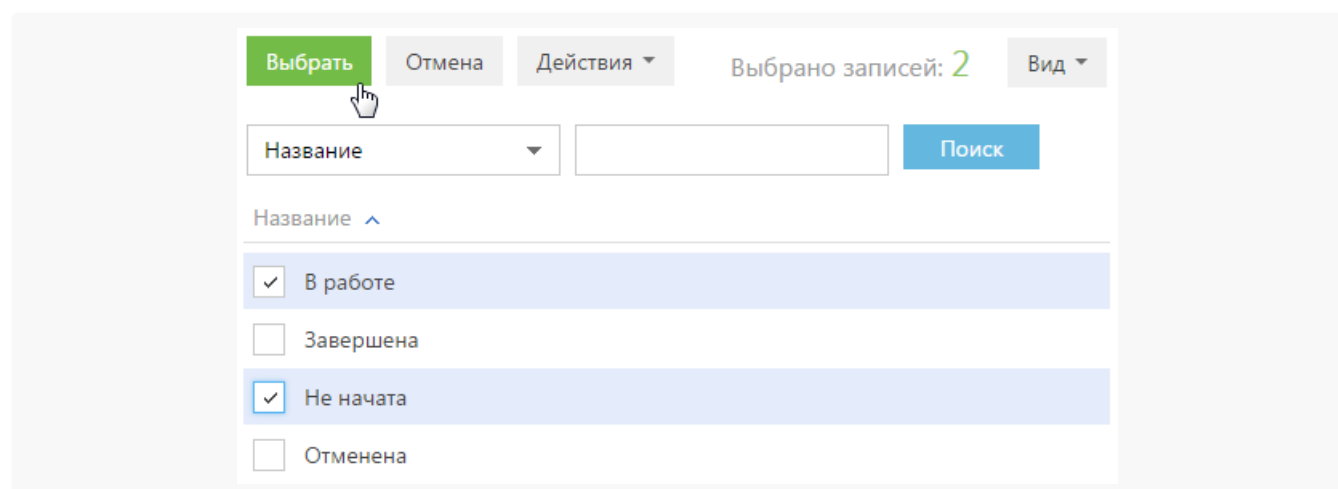 Выбрать Отмена Действия Выбрано записей: 2 Вид
Название Поиск
Название
В работе
Завершена
Не начата
Отменена